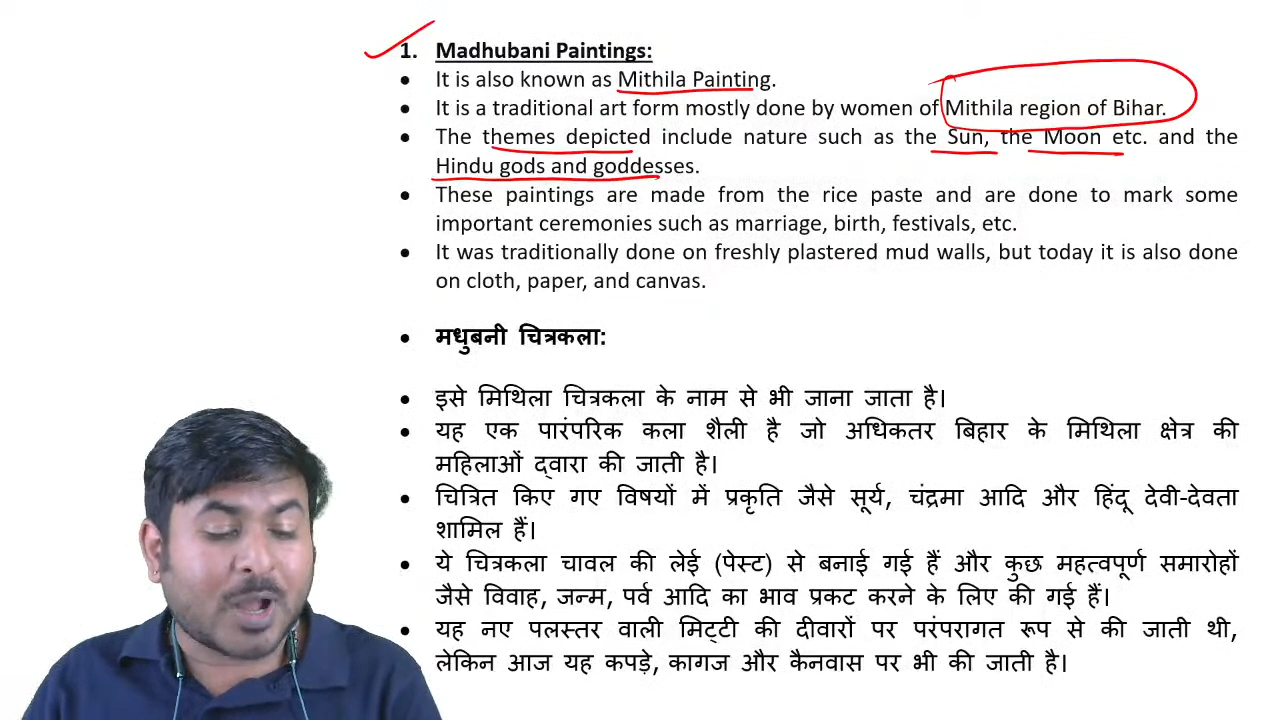 1. Madhubani Paintings:
• It is also known as Mithila Painting.
• It is a traditional art form mostly done by women of Mithila region of Bihar.
• The themes depicted include nature such as the Sun, the Moon etc. and the
Hindu gods and goddesses.
• These paintings are made from the rice paste and are done to mark some
important ceremonies such as marriage, birth, festivals, etc.
• It was traditionally done on freshly plastered mud walls, but today it is also done
on cloth, paper, and canvas.
• मधुबनी चित्रकला:
• इसे मिथिला चित्रकला के नाम से भी जाना जाता है।
• यह एक पारंपरिक कला शैली है जो अधिकतर बिहार के मिथिला क्षेत्र की
महिलाओं द्वारा की जाती है।
• चित्रित किए गए विषयों में प्रकृति जैसे सूर्य, चंद्रमा आदि और हिंदू देवी-देवता
शामिल हैं।
• ये चित्रकला चावल की लेई (पेस्ट) से बनाई गई हैं और कुछ महत्वपूर्ण समारोहों
जैसे विवाह, जन्म, पर्व आदि का भाव प्रकट करने के लिए की गई हैं।
• यह नए पलस्तर वाली मिट्टी की दीवारों पर परंपरागत रूप से की जाती थी,
लेकिन आज यह कपड़े, कागज और कैनवास पर भी की जाती है।